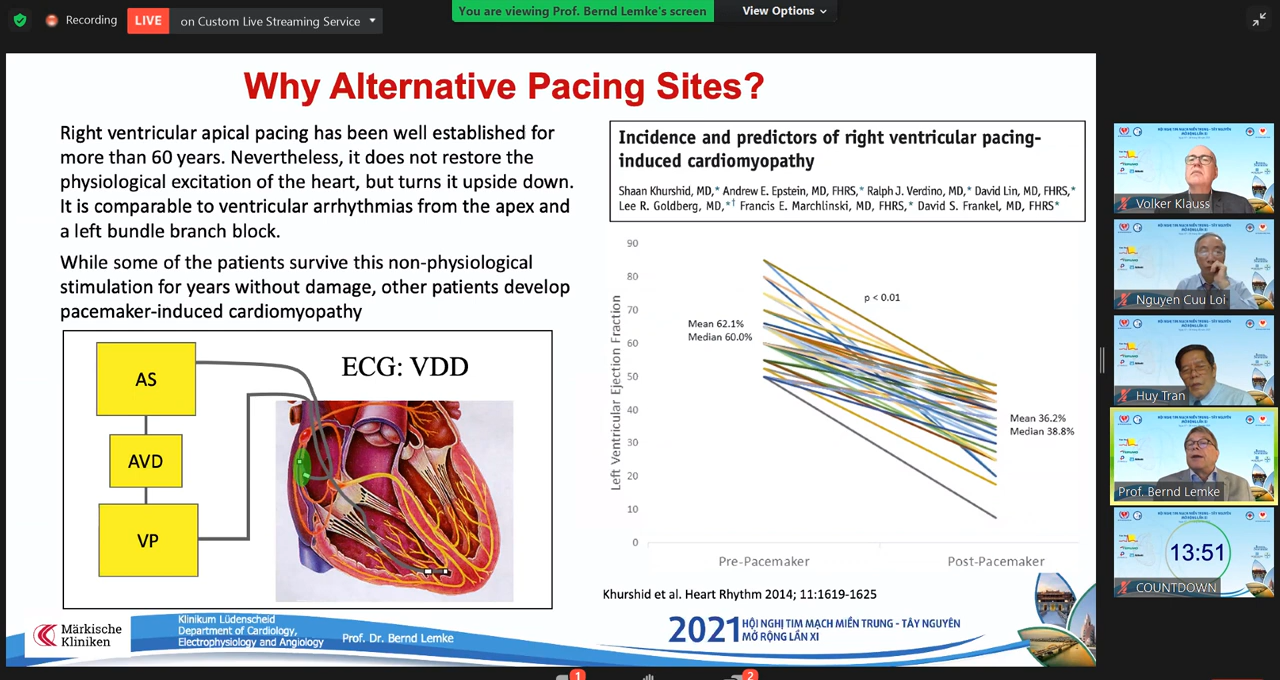 Recording
LIVE
on Custom Live Streaming Service
You are viewing Prof. Bernd Lemke's screen
View Options
Why Alternative Pacing Sites?
Right ventricular apical pacing has been well established for
more than 60 years. Nevertheless, it does not restore the
physiological excitation of the heart, but turns it upside down.
It is comparable to ventricular arrhythmias from the apex and
a left bundle branch block.
While some of the patients survive this non-physiological
stimulation for years without damage, other patients develop
pacemaker-induced cardiomyopathy
AS
AVD
VP
ECG: VDD
Incidence and predictors of right ventricular pacing-
induced cardiomyopathy
Shaan Khurshid, MD,* Andrew E. Epstein, MD, FHRS,* Ralph J. Verdino, MD,* David Lin, MD, FHRS,*
Lee R. Goldberg, MD,*† Francis E. Marchlinski, MD, FHRS,* David S. Frankel, MD, FHRS*
Left Ventricular Ejection Fraction
90
80
70
60
50
40
30
20
10
0
p < 0.01
Mean 62.1%
Median 60.0%
Mean 36.2%
Median 38.8%
Pre-Pacemaker
Post-Pacemaker
Khurshid et al. Heart Rhythm 2014; 11:1619-1625
Märkische
Kliniken
Klinikum Lüdenscheid
Department of Cardiology,
Electrophysiology and Angiology
Prof. Dr. Bernd Lemke
2021 HỘI NGHỊ TIM MẠCH MIỀN TRUNG - TÂY NGUYÊN
MỞ RỘNG LẦN XI
Volker Klauss
Nguyen Cuu Loi
Huy Tran
Prof. Bernd Lemke
13:51
COUNTDOWN
1
2